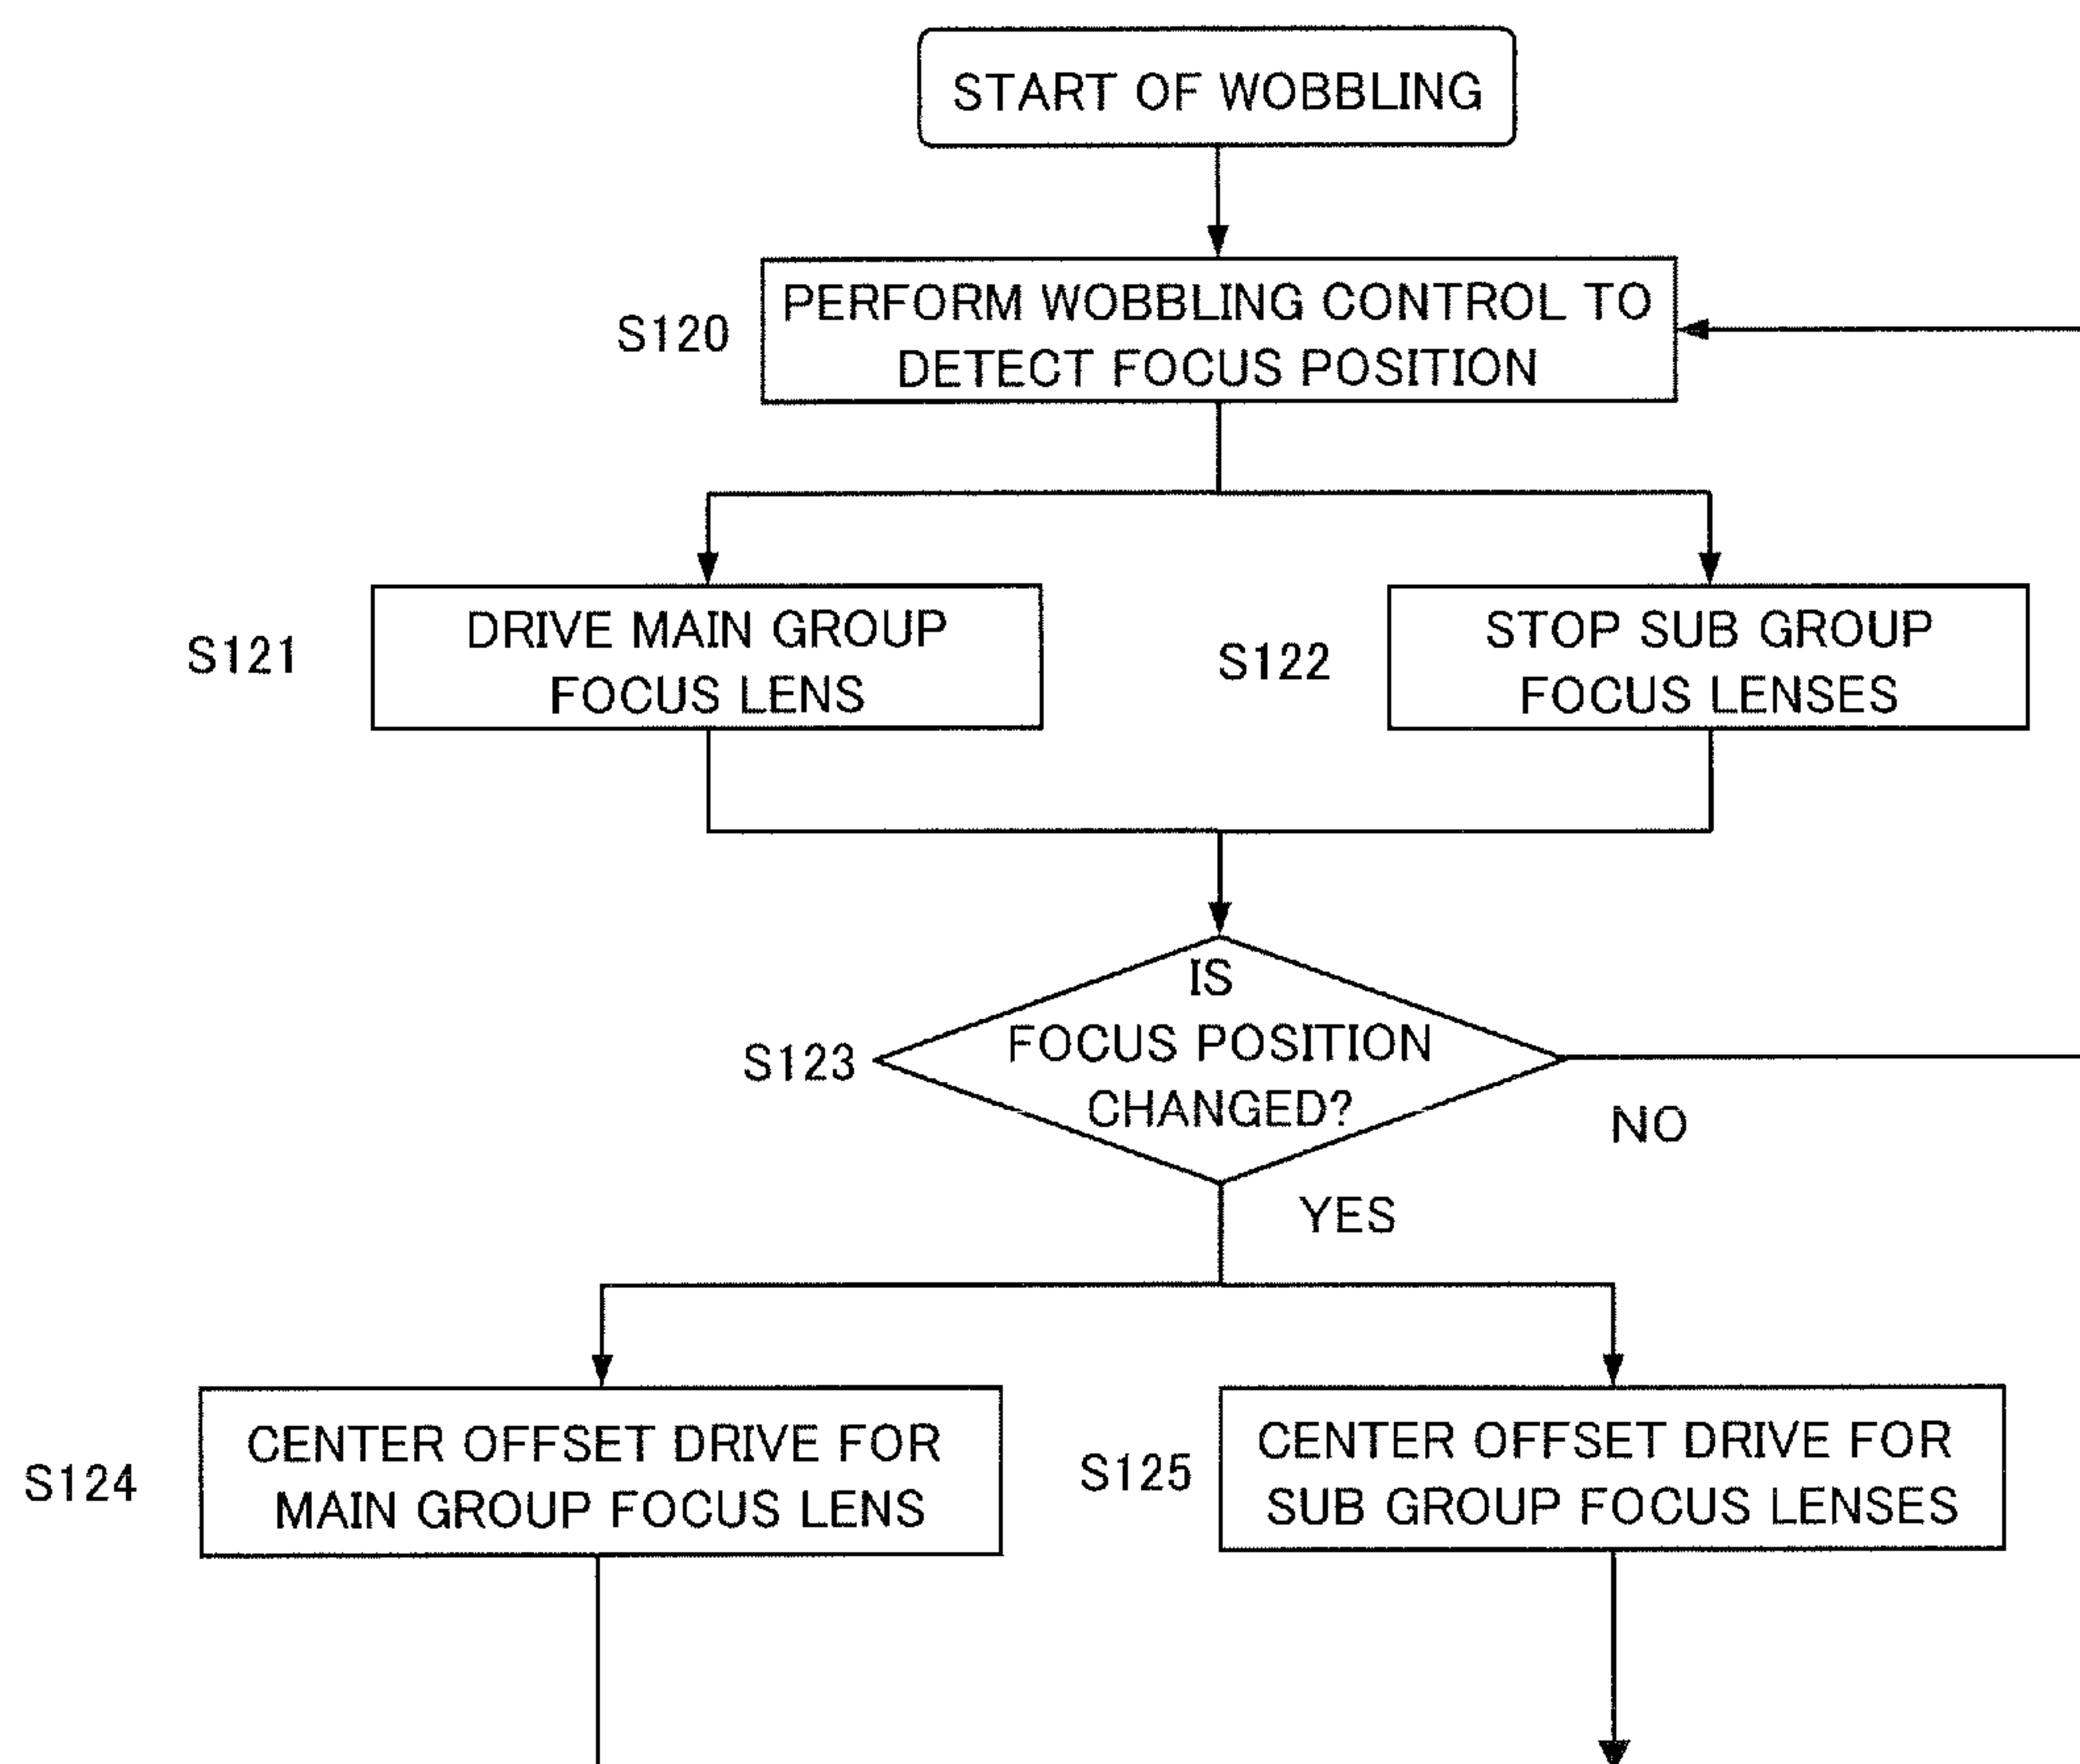 START OF WOBBLING
S120
PERFORM WOBBLING CONTROL TO
DETECT FOCUS POSITION
S121
DRIVE MAIN GROUP
FOCUS LENS
S122
STOP SUB GROUP
FOCUS LENSES
S123
IS
FOCUS POSITION
CHANGED?
NO
YES
S124
CENTER OFFSET DRIVE FOR
MAIN GROUP FOCUS LENS
S125
CENTER OFFSET DRIVE FOR
SUB GROUP FOCUS LENSES